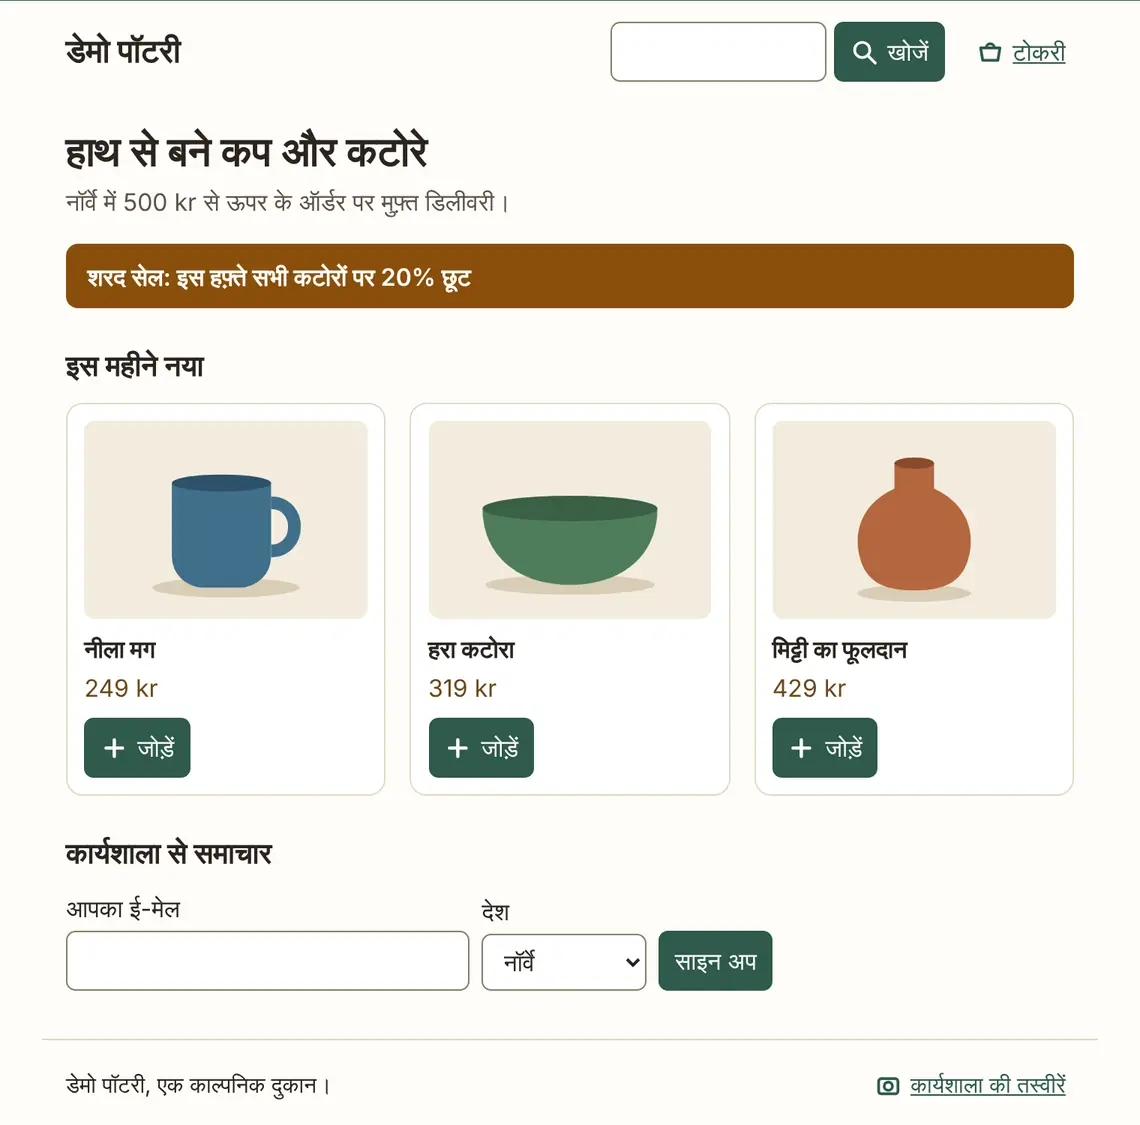 डेमो पॉटरी
खोजें
टोकरी
हाथ से बने कप और कटोरे
नॉर्वे में 500 kr से ऊपर के ऑर्डर पर मुफ़्त डिलीवरी।
शरद सेल: इस हफ़्ते सभी कटोरों पर 20% छूट
इस महीने नया
नीला मग
249 kr
जोड़ें
हरा कटोरा
319 kr
जोड़ें
मिट्टी का फूलदान
429 kr
जोड़ें
कार्यशाला से समाचार
आपका ई-मेल
देश
नॉर्वे
साइन अप
डेमो पॉटरी, एक काल्पनिक दुकान।
कार्यशाला की तस्वीरें